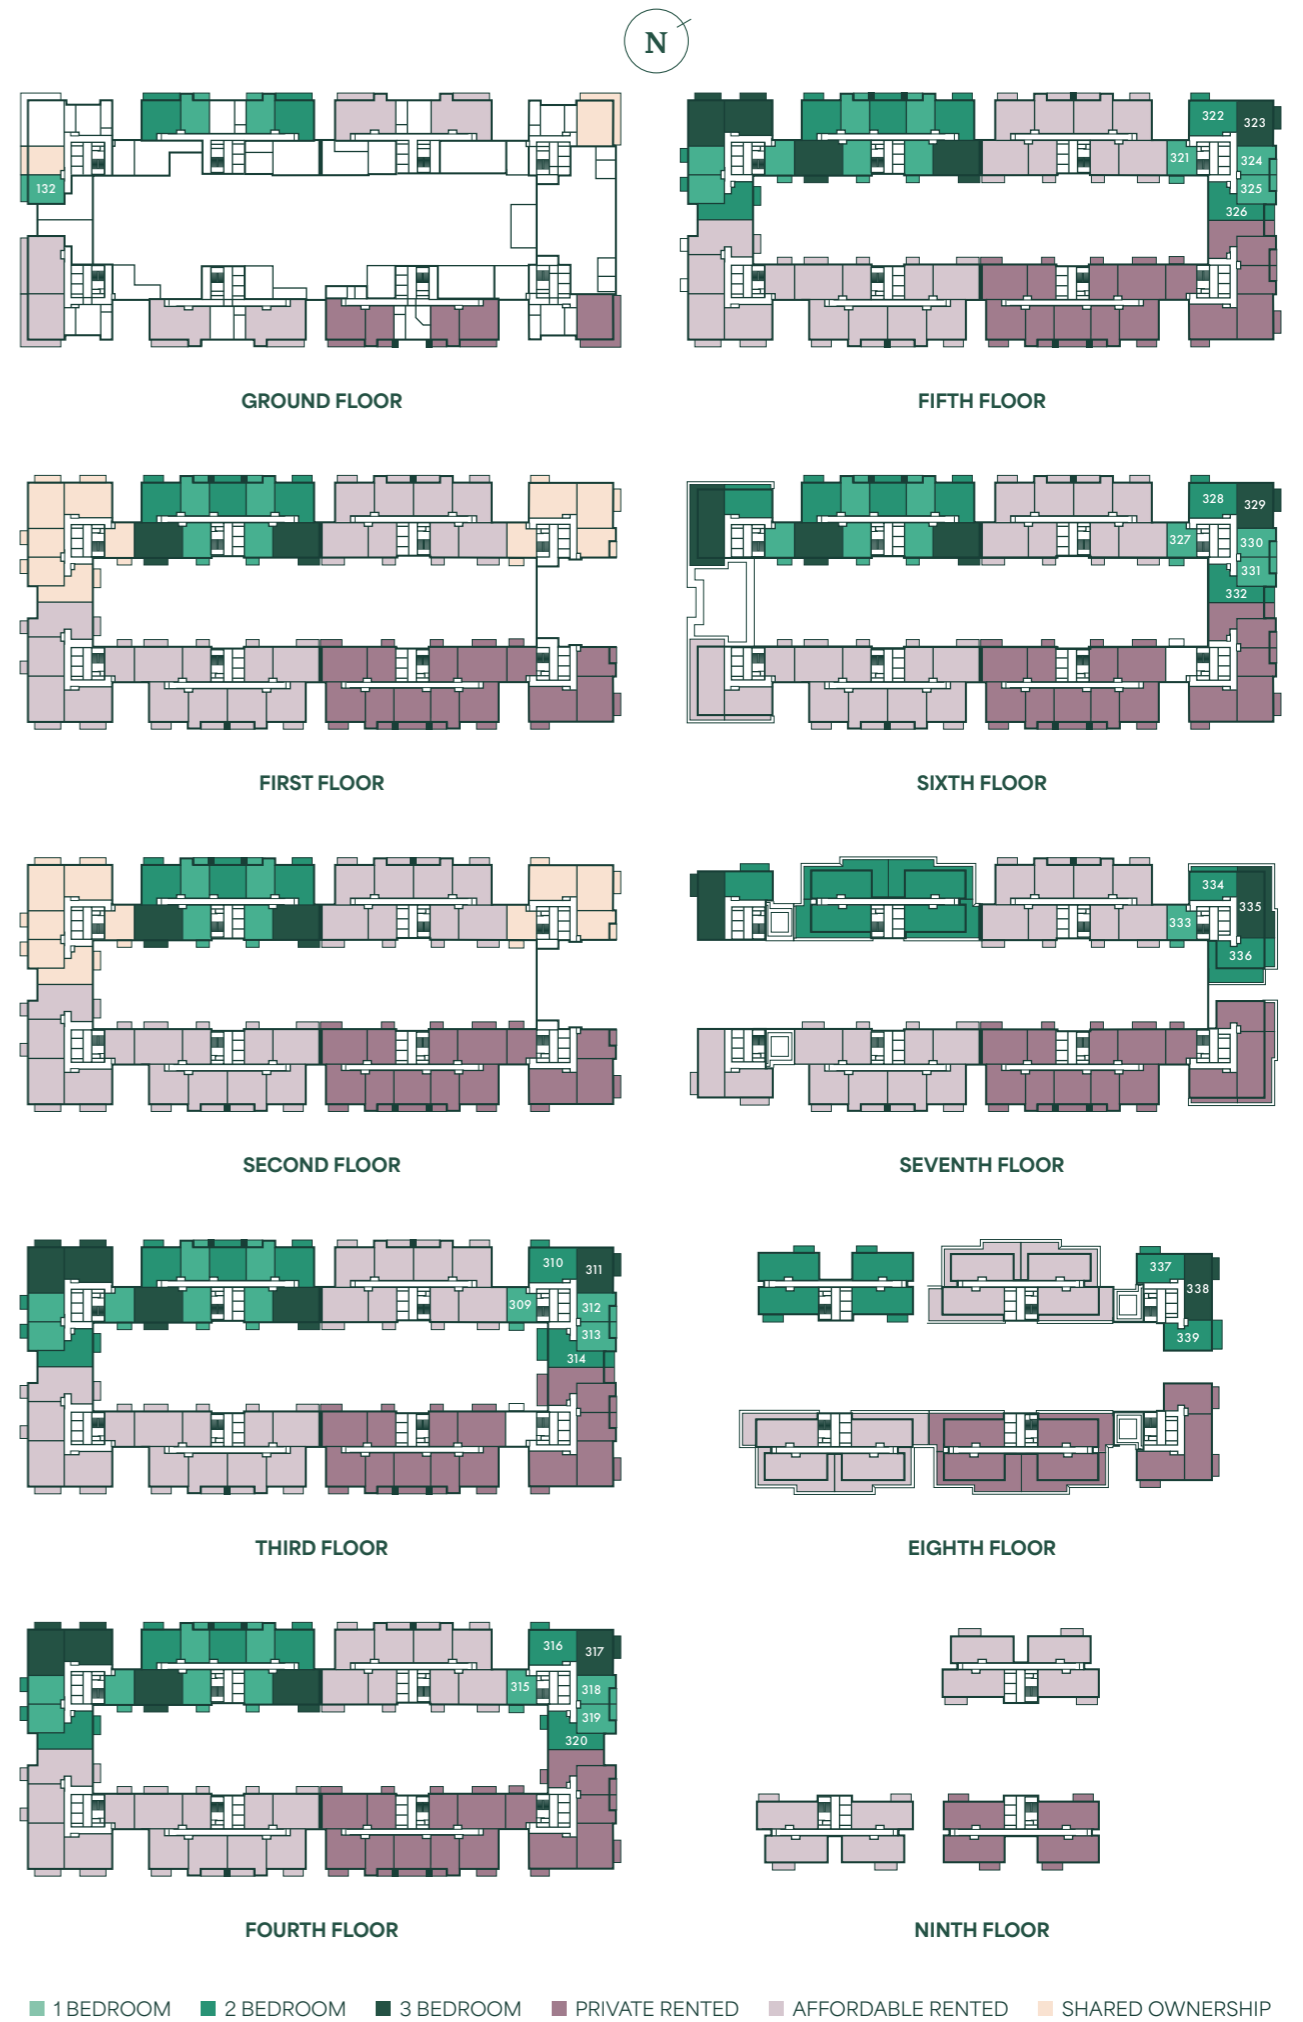 N
132
GROUND FLOOR
322
323
321
324
325
326
FIFTH FLOOR
FIRST FLOOR
328
329
327
330
331
332
SIXTH FLOOR
SECOND FLOOR
334
335
333
336
SEVENTH FLOOR
310
311
309
312
313
314
THIRD FLOOR
337
338
339
EIGHTH FLOOR
316
317
315
318
319
320
FOURTH FLOOR
NINTH FLOOR
1 BEDROOM 2 BEDROOM 3 BEDROOM PRIVATE RENTED AFFORDABLE RENTED SHARED OWNERSHIP